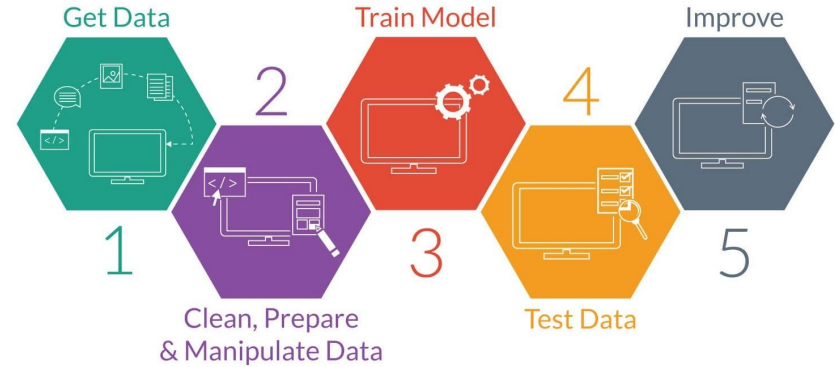 Get Data
1
</>
2
</>
Clean, Prepare
& Manipulate Data
Train Model
3
4
Test Data
Improve
5